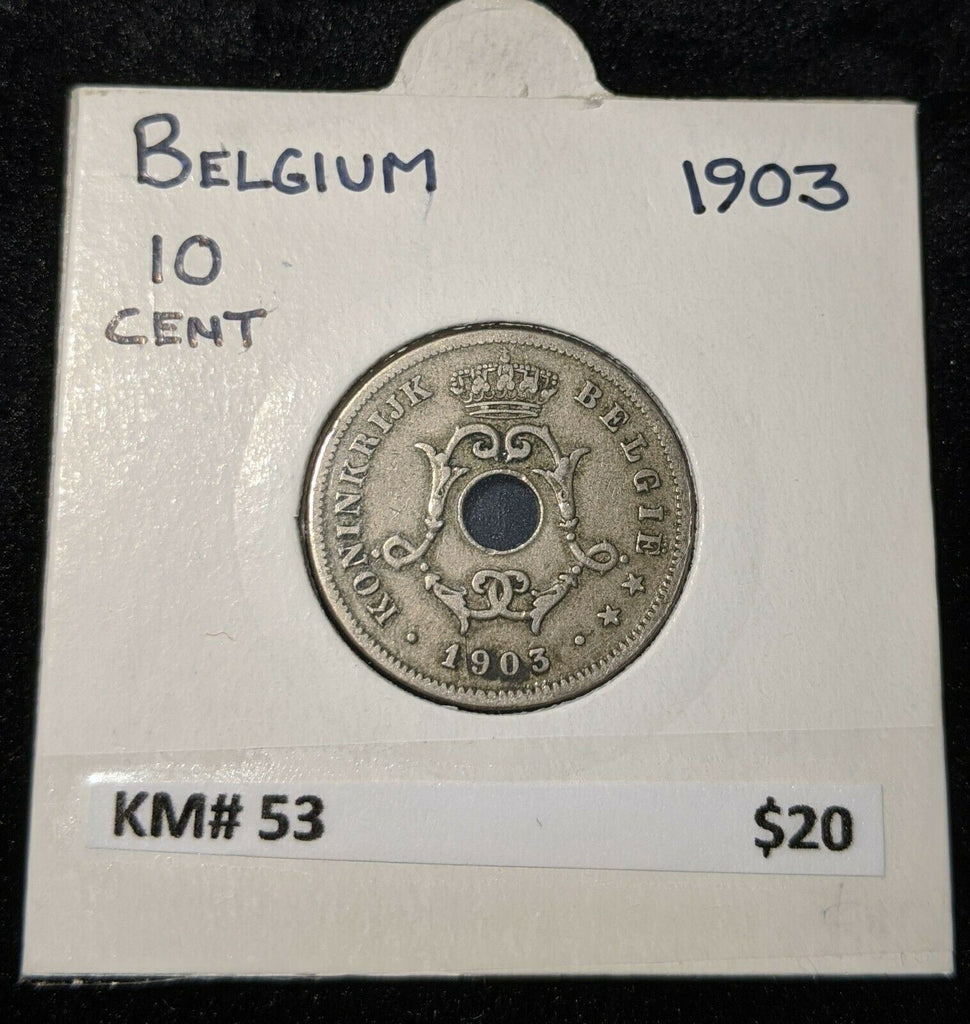 BELGIUM 1903
10
CENT
KONINKRIJK BELGIË
1903
KM# 53 $20